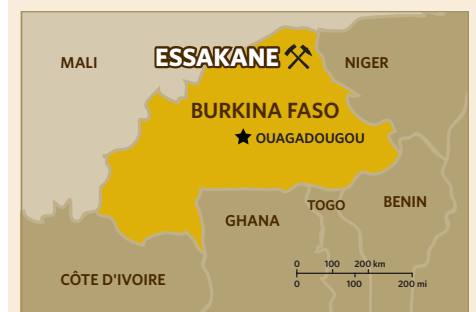 MALI
ESSAKANE
NIGER
BURKINA FASO
OUAGADOUGOU
BENIN
TOGO
GHANA
CÔTE D'IVOIRE
0 100 200 km
0 100 200 mi